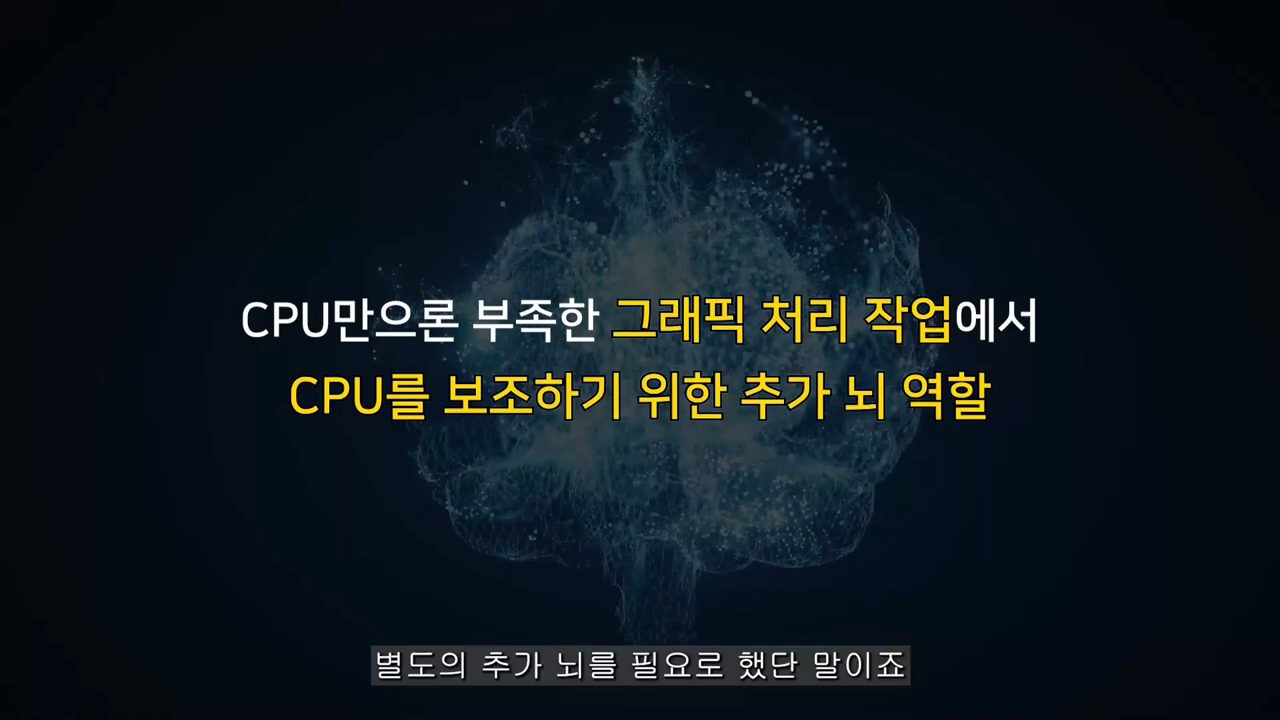 CPU만으론 부족한 그래픽 처리 작업에서
CPU를 보조하기 위한 추가 뇌 역할
별도의 추가 뇌를 필요로 했단 말이죠